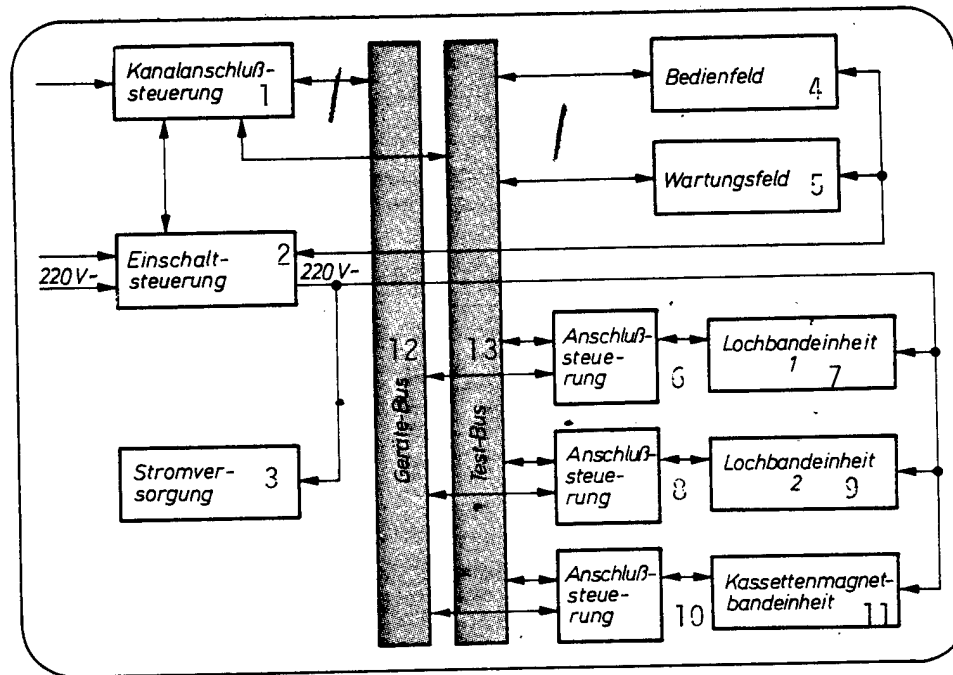 Kanalanschluß-
steuerung 1
Einschalt-
steuerung 2
220 V~
220 V~
Stromver-
sorgung 3
12
Geräte-Bus
13
Test-Bus
Bedienfeld 4
Wartungsfeld 5
Anschluß-
steue-
rung 6
Lochbandeinheit
1 7
Anschluß-
steue-
rung 8
Lochbandeinheit
2 9
Anschluß-
steue-
rung 10
Kassettenmagnet-
bandeinheit 11